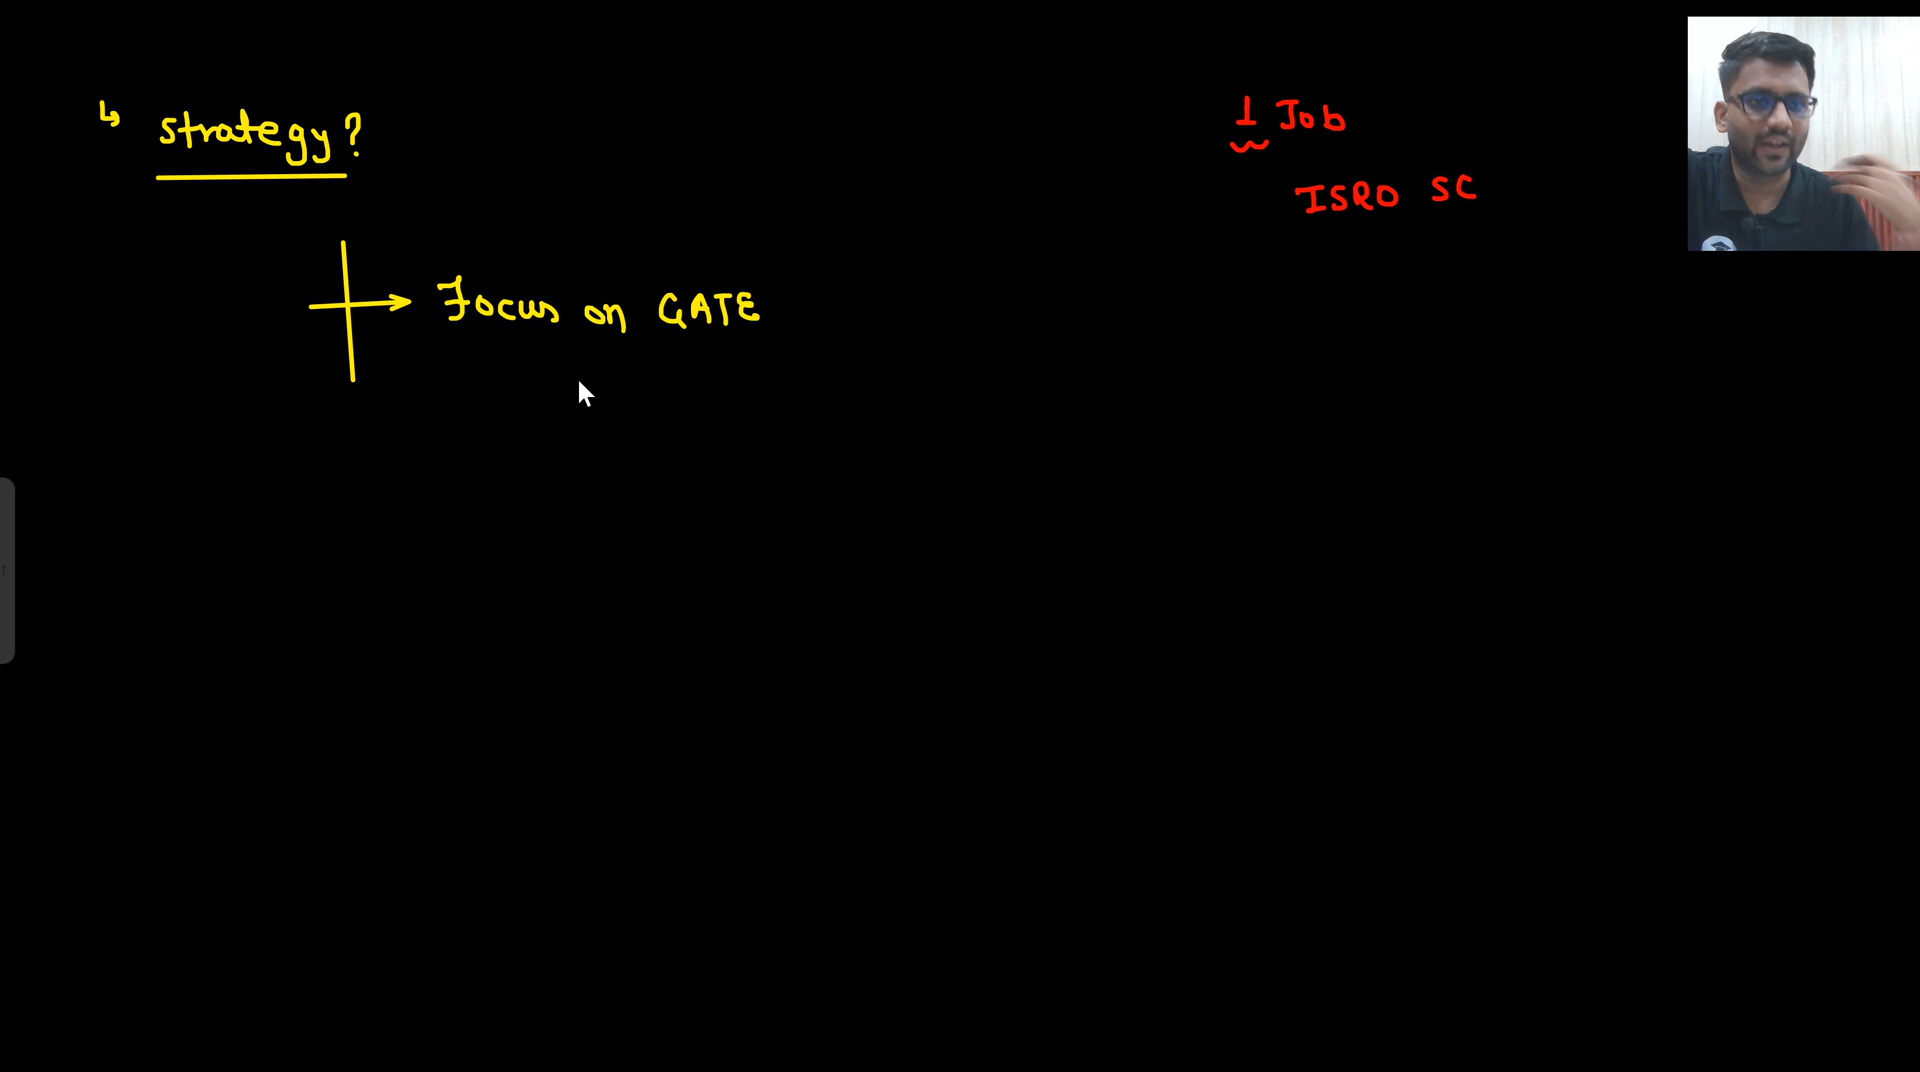 ↳ strategy?
→ Focus on GATE
1 Job
ISRO SC